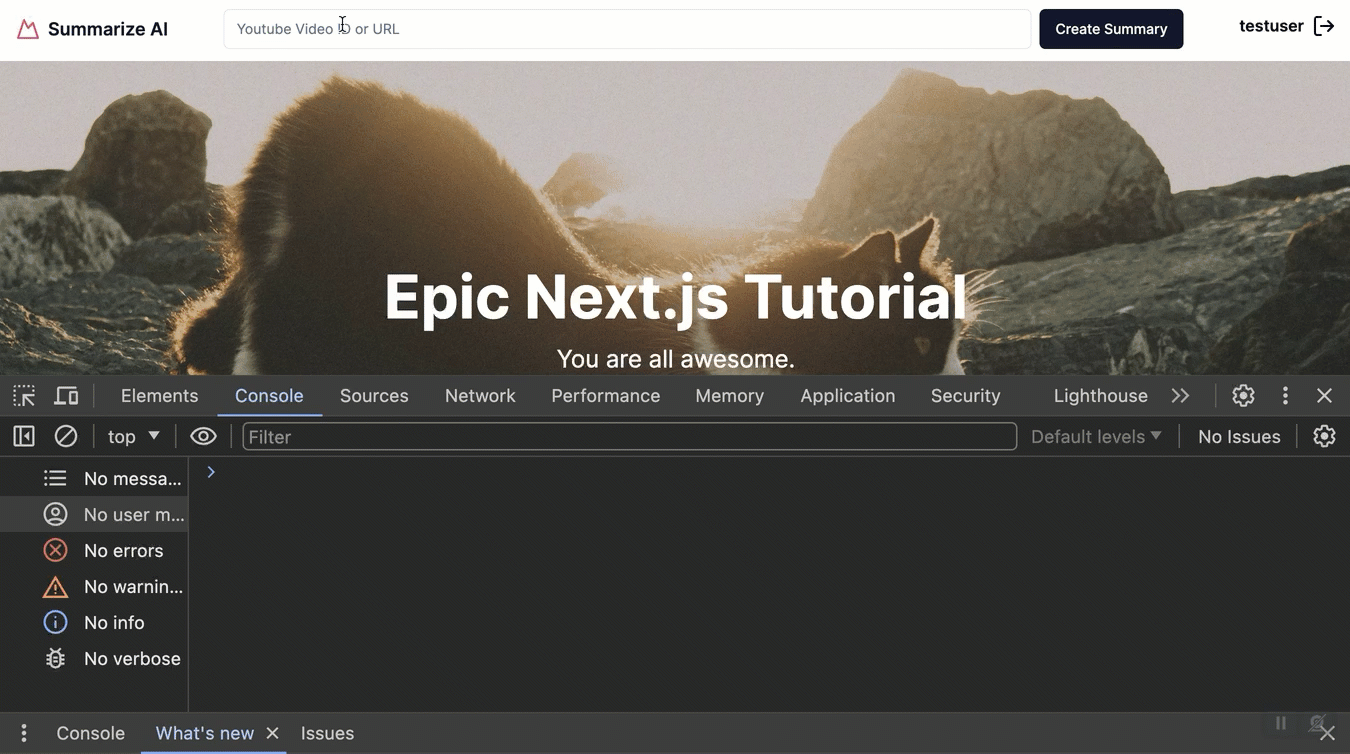 Summarize AI
Youtube Video ID or URL
Create Summary
testuser
Epic Next.js Tutorial
You are all awesome.
Elements Console Sources Network Performance Memory Application Security Lighthouse
top Filter Default levels No Issues
No messa...
No user m...
No errors
No warnin...
No info
No verbose
Console What's new Issues